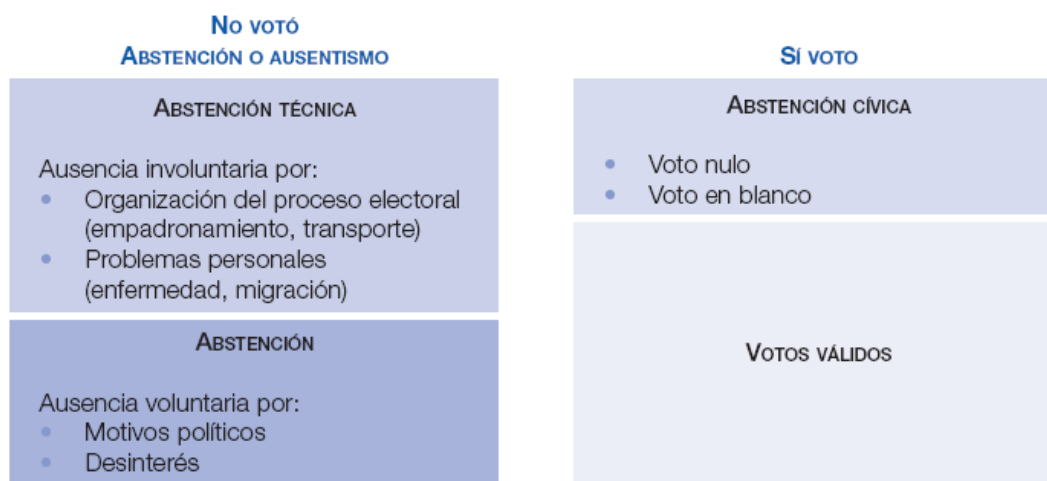 No votó
Abstención o ausentismo
Abstención técnica
Ausencia involuntaria por:
• Organización del proceso electoral
(empadronamiento, transporte)
• Problemas personales
(enfermedad, migración)
Abstención
Ausencia voluntaria por:
• Motivos políticos
• Desinterés
Sí voto
Abstención cívica
• Voto nulo
• Voto en blanco
Votos válidos